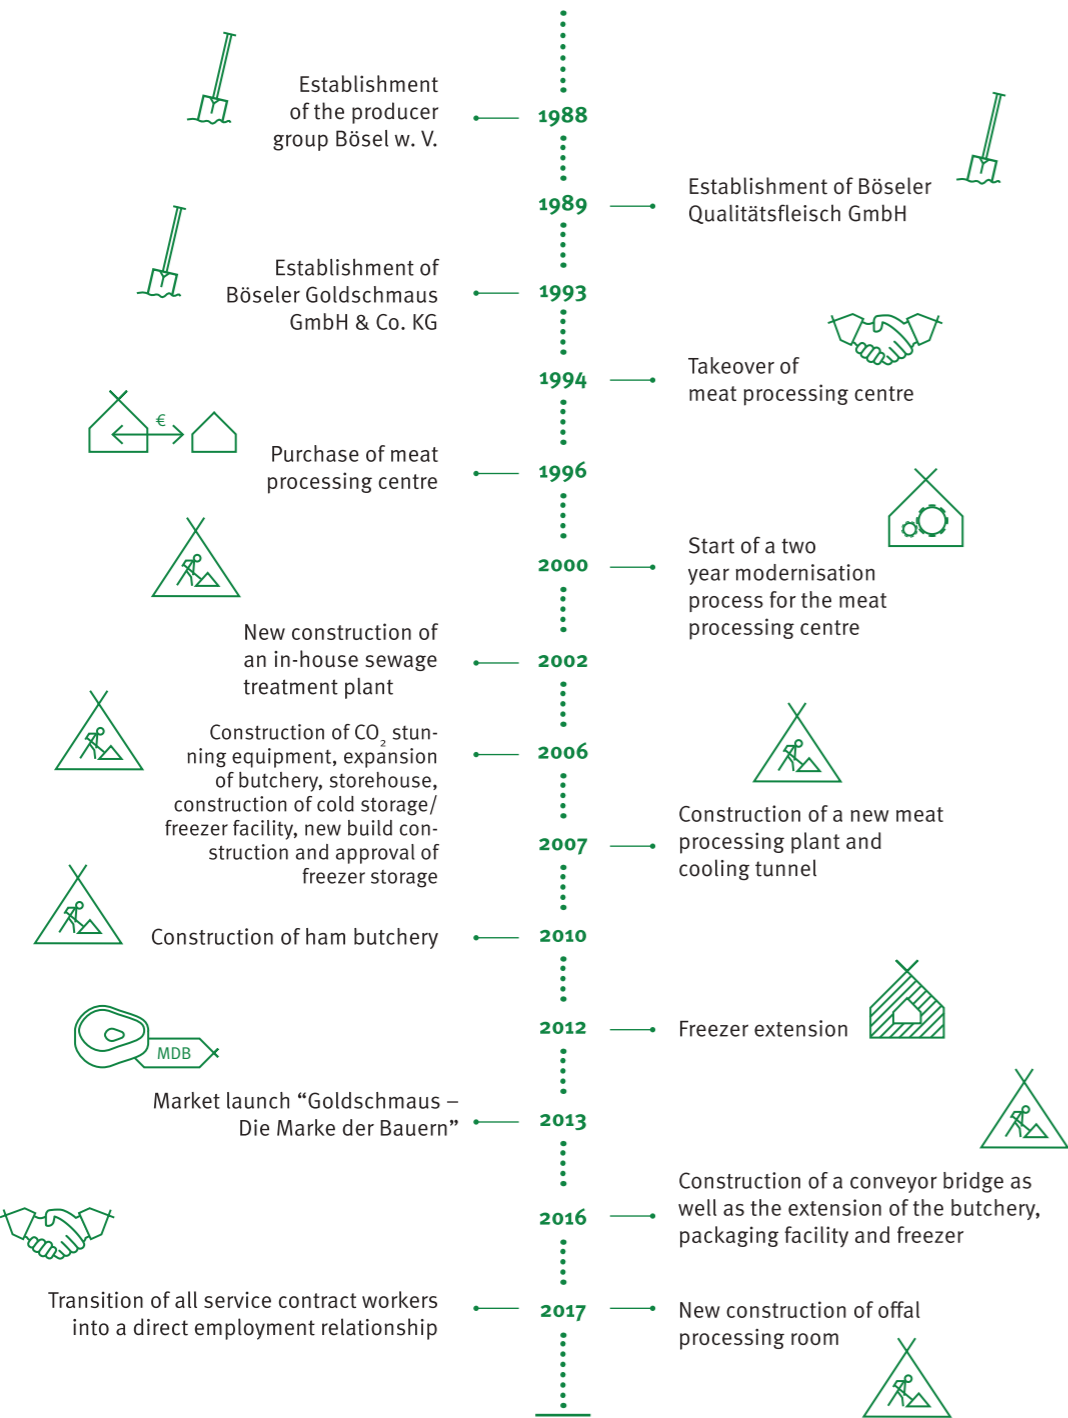 Establishment
of the producer
group Bösel w. V.
1988
1989
Establishment of Böseler
Qualitätsfleisch GmbH
Establishment of
Böseler Goldschmaus
GmbH & Co. KG
1993
1994
Takeover of
meat processing centre
€
Purchase of meat
processing centre
1996
2000
Start of a two
year modernisation
process for the meat
processing centre
New construction of
an in-house sewage
treatment plant
2002
Construction of CO₂ stun-
ning equipment, expansion
of butchery, storehouse,
construction of cold storage/
freezer facility, new build con-
struction and approval of
freezer storage
2006
2007
Construction of a new meat
processing plant and
cooling tunnel
Construction of ham butchery
2010
2012
Freezer extension
MDB
Market launch “Goldschmaus –
Die Marke der Bauern”
2013
2016
Construction of a conveyor bridge as
well as the extension of the butchery,
packaging facility and freezer
Transition of all service contract workers
into a direct employment relationship
2017
New construction of offal
processing room